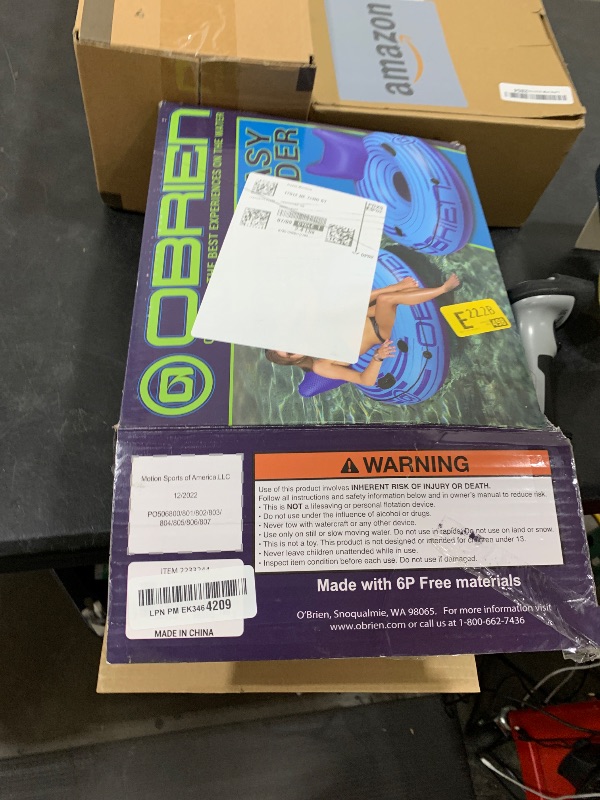 amazon
OBRIEN
THE BEST EXPERIENCES ON THE WATER
OBRIEN
E22.28
Motion Sports of America,LLC
12/2022
PO506800/801/802/803/
804/805/806/807
ITEM
LPN PM EK346 4209
MADE IN CHINA
WARNING
Use of this product involves INHERENT RISK OF INJURY OR DEATH.
Follow all instructions and safety information below and in owner's manual to reduce risk.
• This is NOT a lifesaving or personal flotation device.
• Do not use under the influence of alcohol or drugs.
• Never tow with watercraft or any other device.
• Use only on still or slow moving water. Do not use in rapids. Do not use on land or snow.
• This is not a toy. This product is not designed or intended for children under 13.
• Never leave children unattended while in use.
• Inspect item condition before each use. Do not use if damaged.
Made with 6P Free materials
O'Brien, Snoqualmie, WA 98065. For more information visit
www.obrien.com or call us at 1-800-662-7436